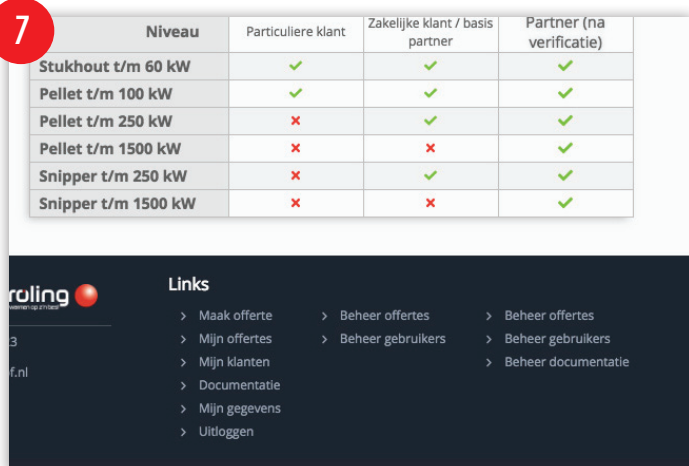 7
Niveau Particuliere klant Zakelijke klant / basis partner Partner (na verificatie)
Stukhout t/m 60 kW ✓ ✓ ✓
Pellet t/m 100 kW ✓ ✓ ✓
Pellet t/m 250 kW ✗ ✓ ✓
Pellet t/m 1500 kW ✗ ✗ ✓
Snipper t/m 250 kW ✗ ✓ ✓
Snipper t/m 1500 kW ✗ ✗ ✓
röling
3
f.nl
Links
> Maak offerte
> Mijn offertes
> Mijn klanten
> Documentatie
> Mijn gegevens
> Uitloggen
> Beheer offertes
> Beheer gebruikers
> Beheer offertes
> Beheer gebruikers
> Beheer documentatie